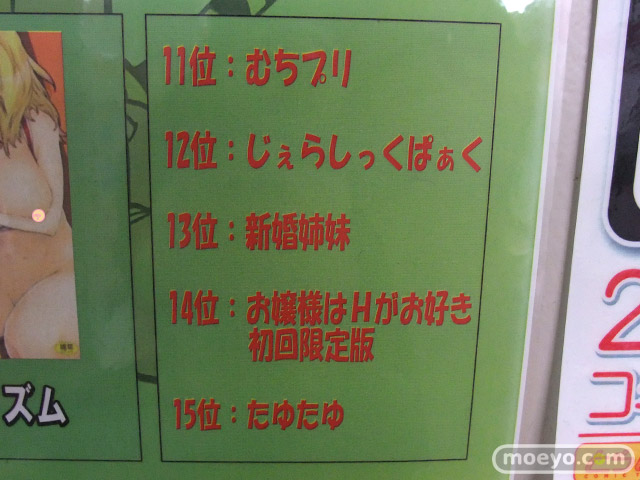 11位：むちプリ
12位：じぇらしっくぱぁく
13位：新婚姉妹
14位：お嬢様はHがお好き
初回限定版
15位：たゆたゆ
ズム
2
コ
moeyo.com